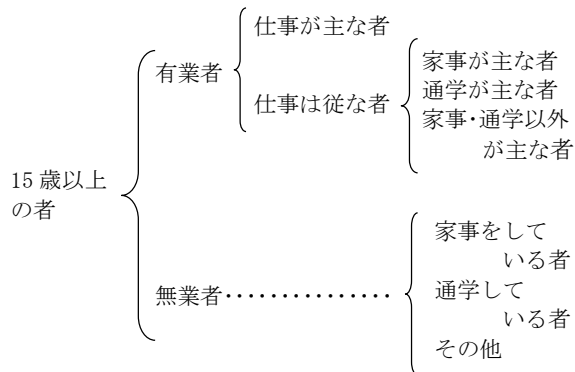 仕事が主な者
有業者
仕事は従な者
家事が主な者
通学が主な者
家事・通学以外
が主な者
15歳以上
の者
無業者・・・・・・・・・・・・・・・
家事をして
いる者
通学して
いる者
その他